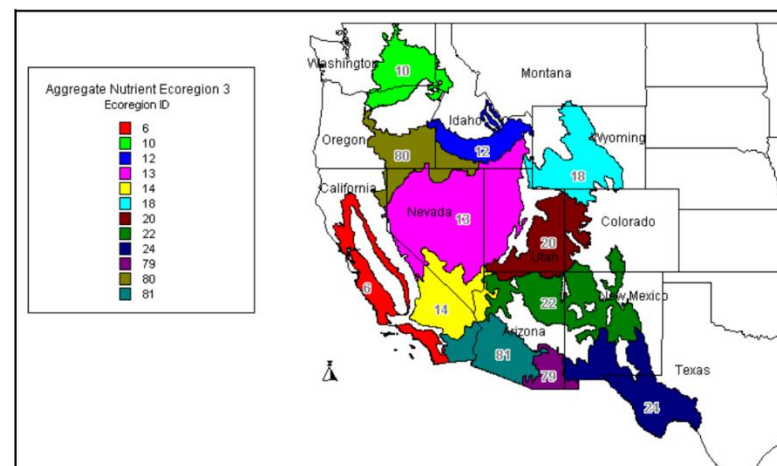 Aggregate Nutrient Ecoregion 3
Ecoregion ID
6
10
12
13
14
18
20
22
24
79
80
81
Washington
10
Montana
Oregon
Idaho
Wyoming
80
12
18
California
Nevada
13
Colorado
20
Utah
6
14
22
New Mexico
Arizona
81
79
Texas
24